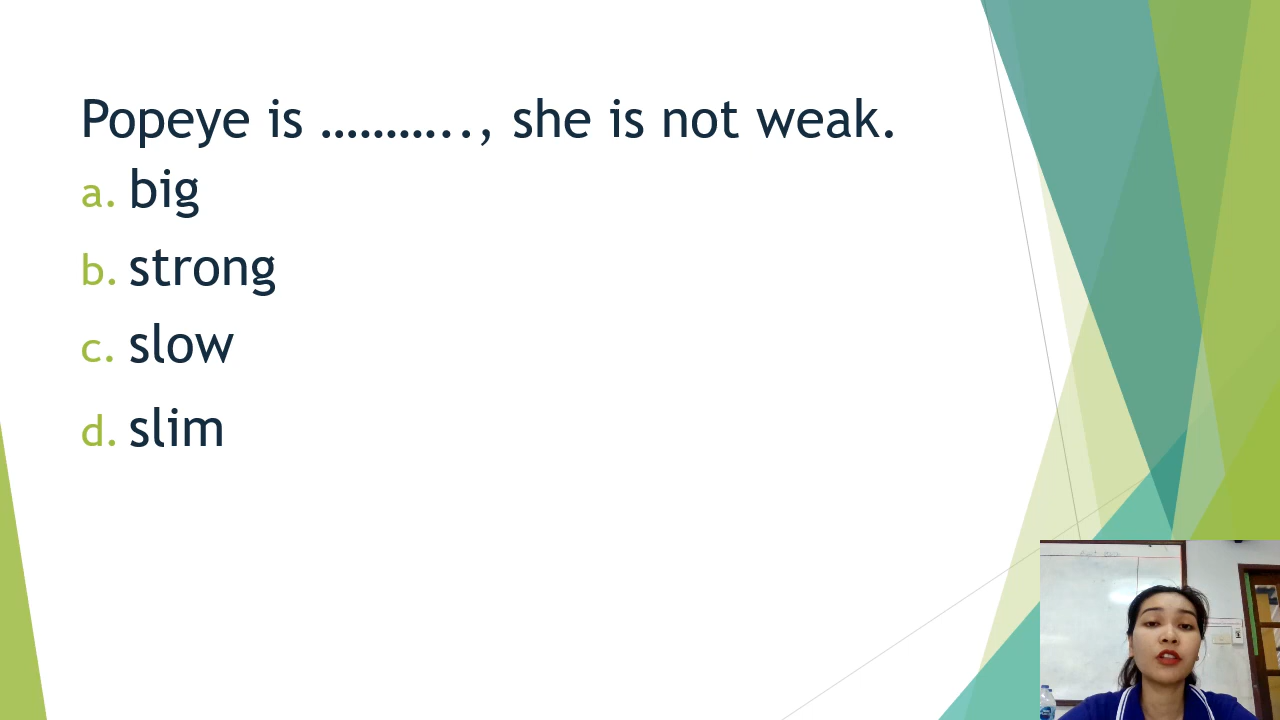 Popeye is ……….., she is not weak.
a. big
b. strong
c. slow
d. slim